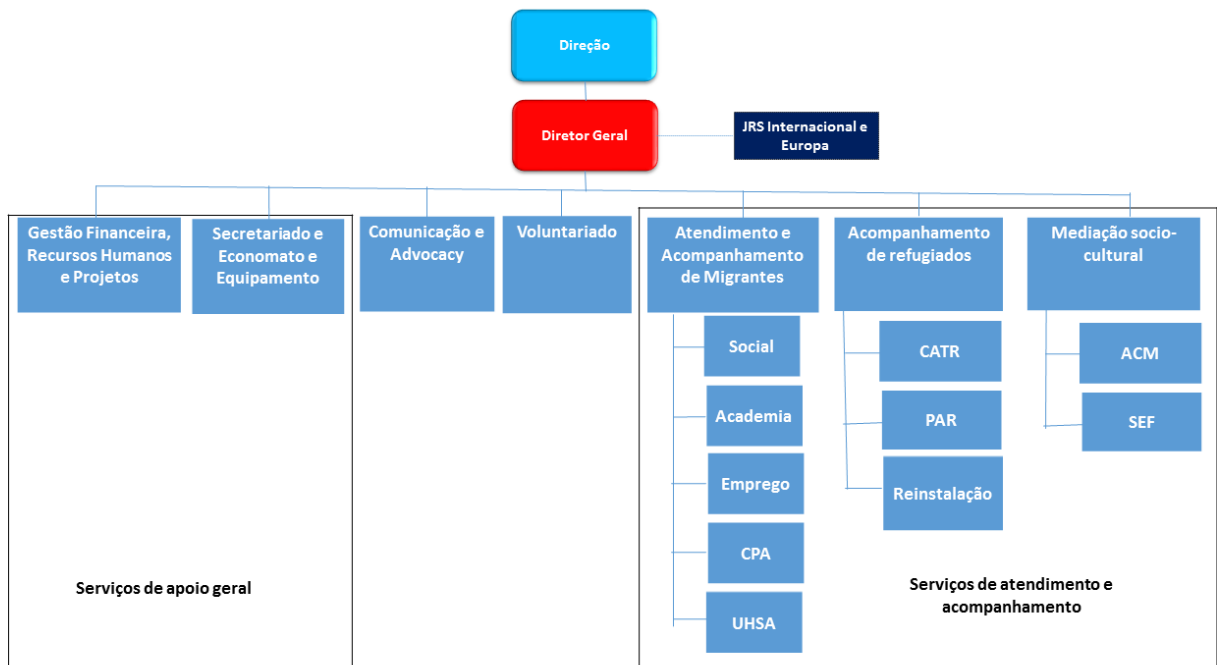 Direção
Diretor Geral
JRS Internacional e
Europa
Gestão Financeira,
Recursos Humanos
e Projetos
Secretariado e
Economato e
Equipamento
Comunicação e
Advocacy
Voluntariado
Atendimento e
Acompanhamento
de Migrantes
Acompanhamento
de refugiados
Mediação socio-
cultural
Social
Academia
Emprego
CPA
UHSA
CATR
PAR
Reinstalação
ACM
SEF
Serviços de apoio geral
Serviços de atendimento e
acompanhamento